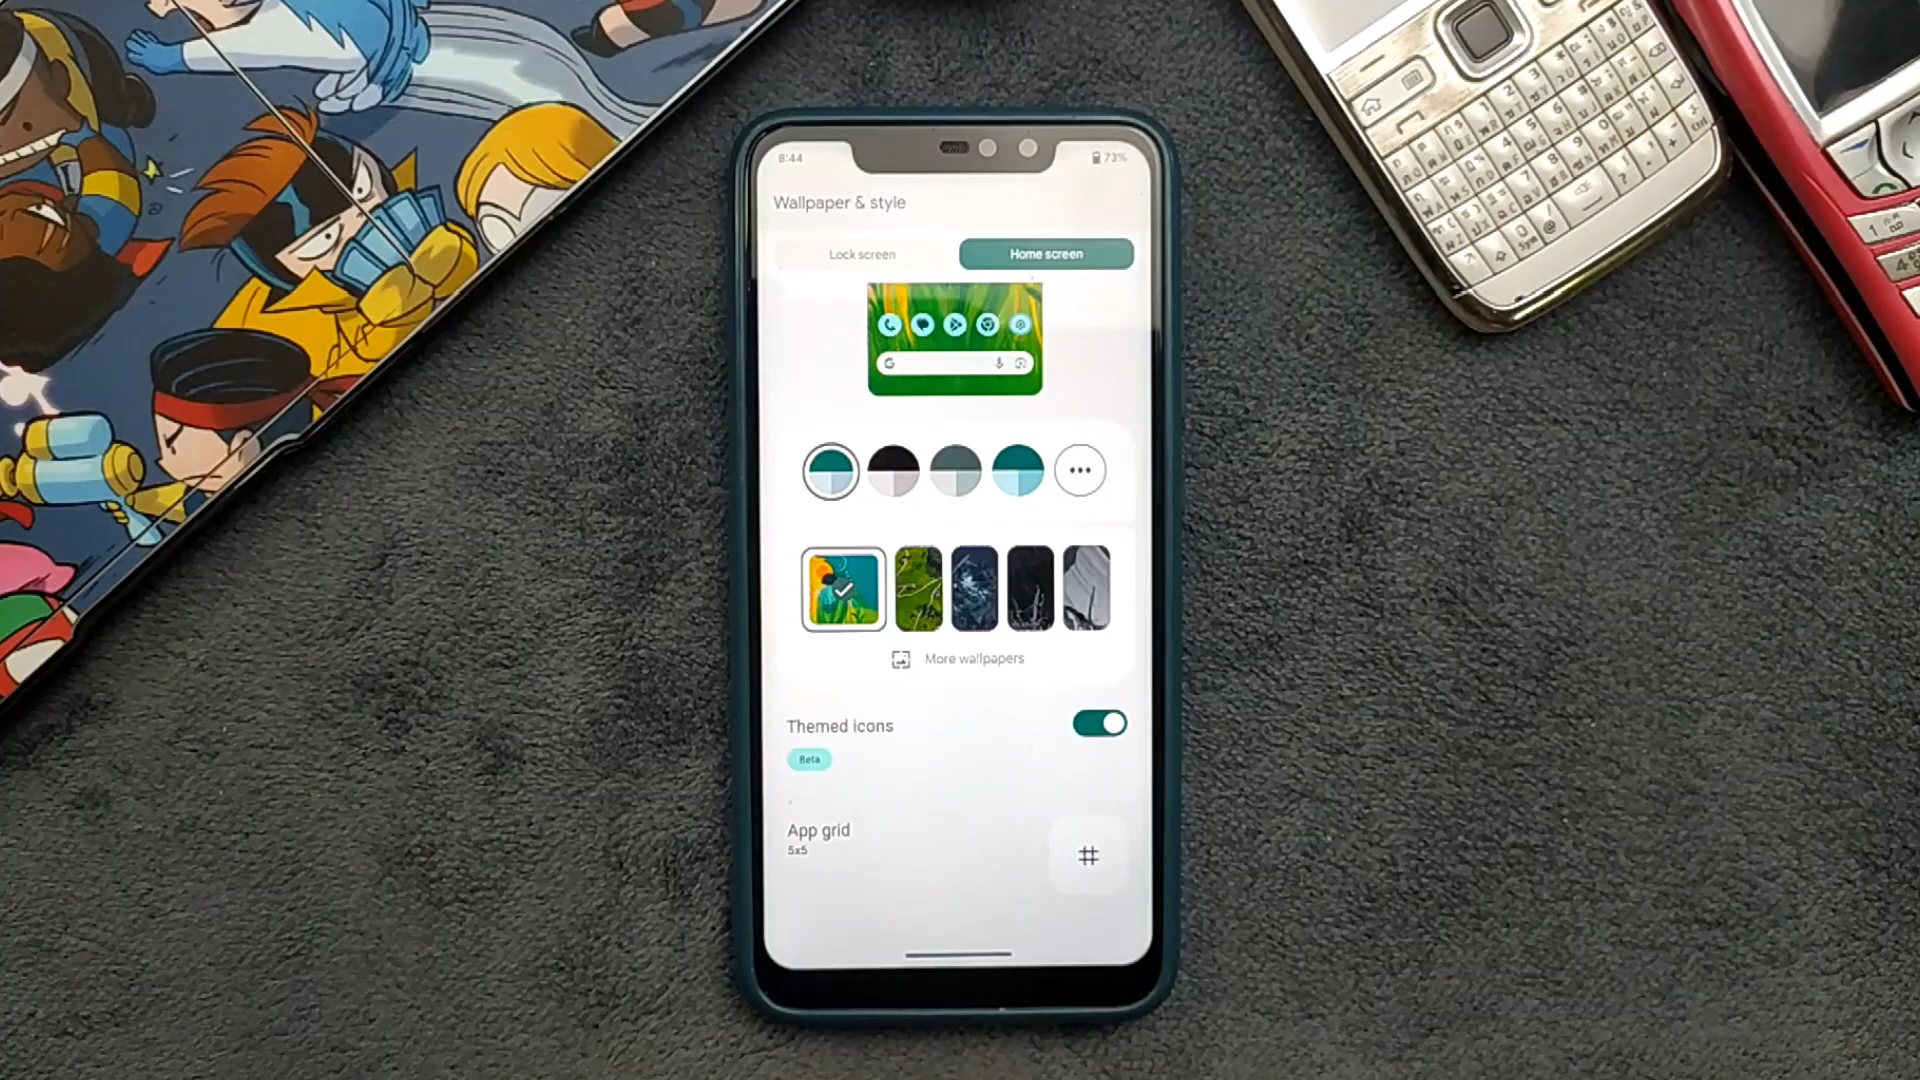 8:44
73%
Wallpaper & style
Lock screen
Home screen
G
More wallpapers
Themed icons
Beta
App grid
5x5